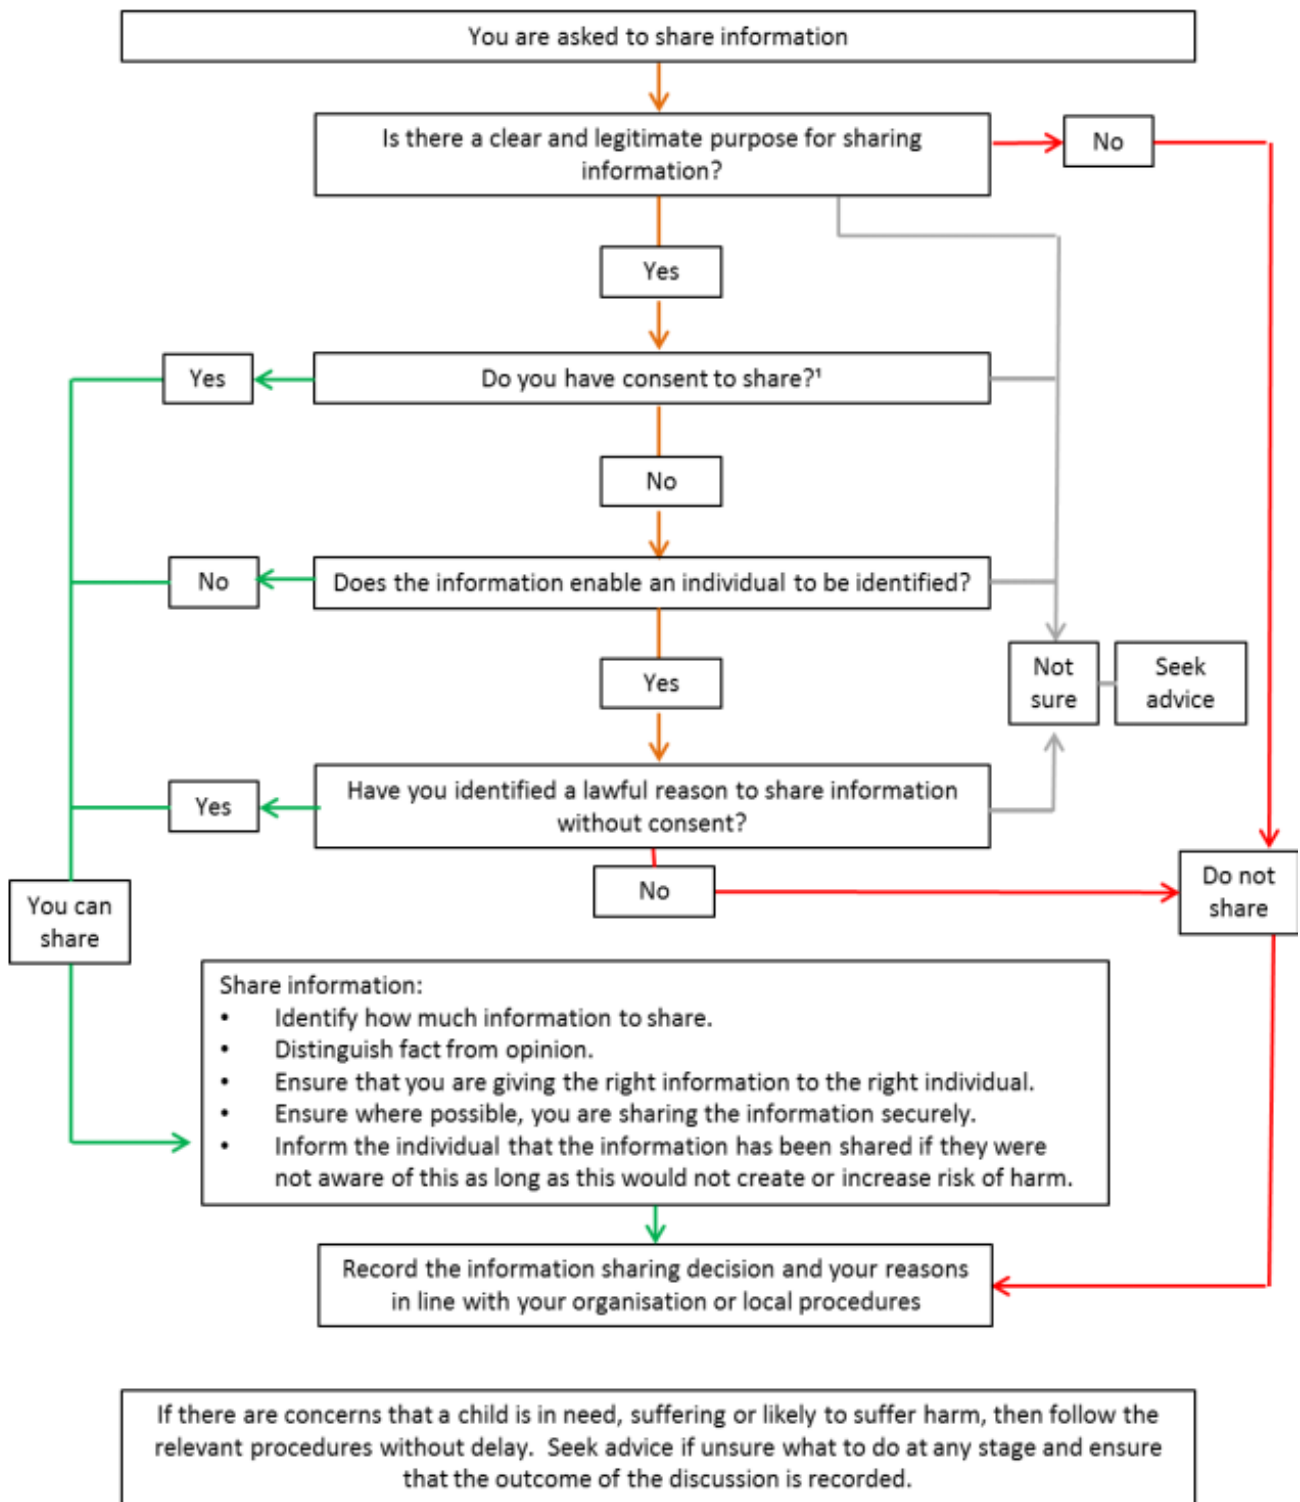 You are asked to share information
Is there a clear and legitimate purpose for sharing
information?
No
Yes
Yes
Do you have consent to share?¹
No
No
Does the information enable an individual to be identified?
Yes
Not
sure
Seek
advice
Yes
Have you identified a lawful reason to share information
without consent?
No
Do not
share
You can
share
Share information:
• Identify how much information to share.
• Distinguish fact from opinion.
• Ensure that you are giving the right information to the right individual.
• Ensure where possible, you are sharing the information securely.
• Inform the individual that the information has been shared if they were
not aware of this as long as this would not create or increase risk of harm.
Record the information sharing decision and your reasons
in line with your organisation or local procedures
If there are concerns that a child is in need, suffering or likely to suffer harm, then follow the
relevant procedures without delay.  Seek advice if unsure what to do at any stage and ensure
that the outcome of the discussion is recorded.